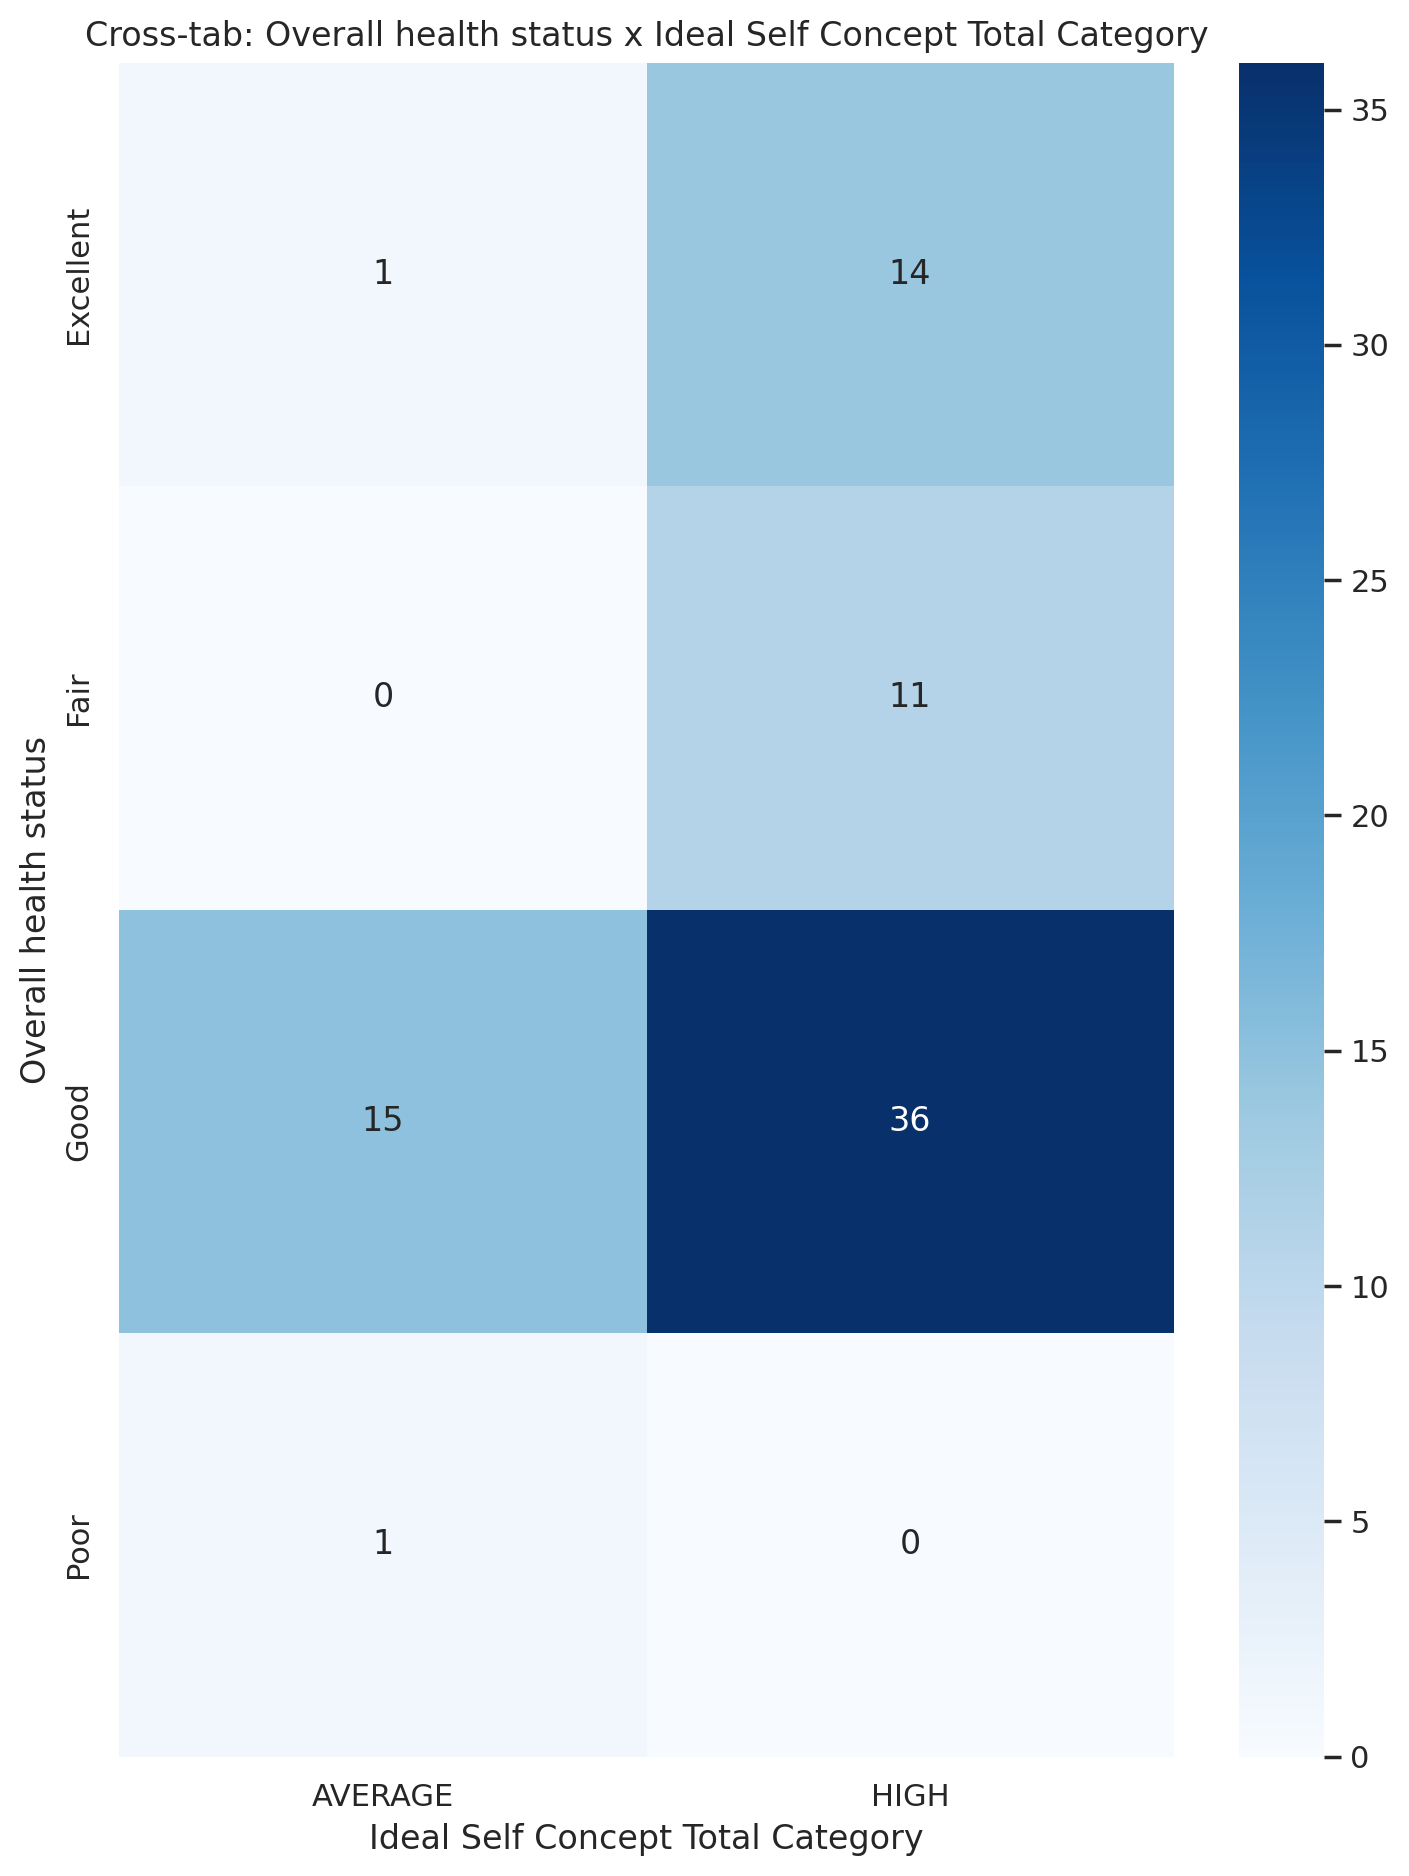 Cross-tab: Overall health status x Ideal Self Concept Total Category
Overall health status
Excellent
1
14
Fair
0
11
Good
15
36
Poor
1
0
AVERAGE
HIGH
Ideal Self Concept Total Category
35
30
25
20
15
10
5
0